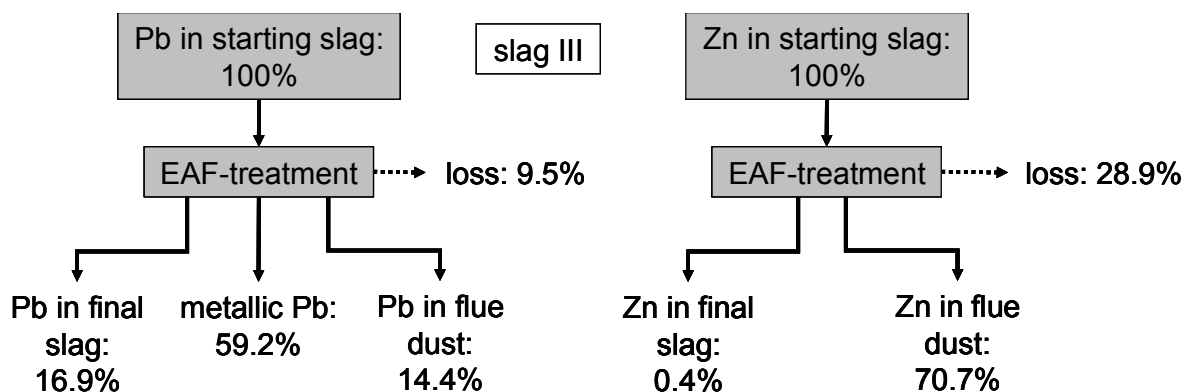 Pb in starting slag:
100%
slag III
Zn in starting slag:
100%
EAF-treatment
loss: 9.5%
EAF-treatment
loss: 28.9%
Pb in final
slag:
16.9%
metallic Pb:
59.2%
Pb in flue
dust:
14.4%
Zn in final
slag:
0.4%
Zn in flue
dust:
70.7%